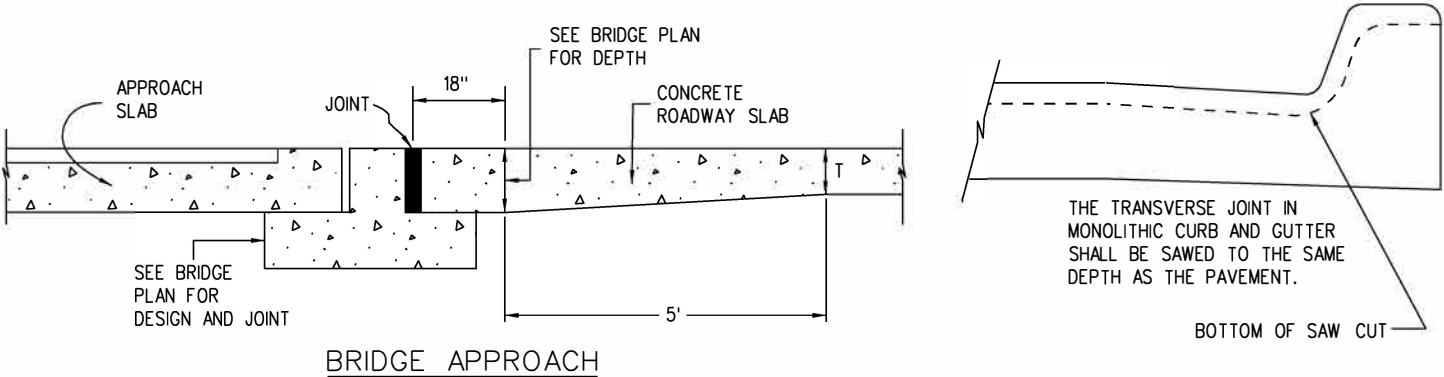 SEE BRIDGE PLAN
FOR DEPTH
18"
APPROACH
SLAB
JOINT
CONCRETE
ROADWAY SLAB
T
SEE BRIDGE
PLAN FOR
DESIGN AND JOINT
5'
BRIDGE APPROACH
THE TRANSVERSE JOINT IN
MONOLITHIC CURB AND GUTTER
SHALL BE SAWED TO THE SAME
DEPTH AS THE PAVEMENT.
BOTTOM OF SAW CUT